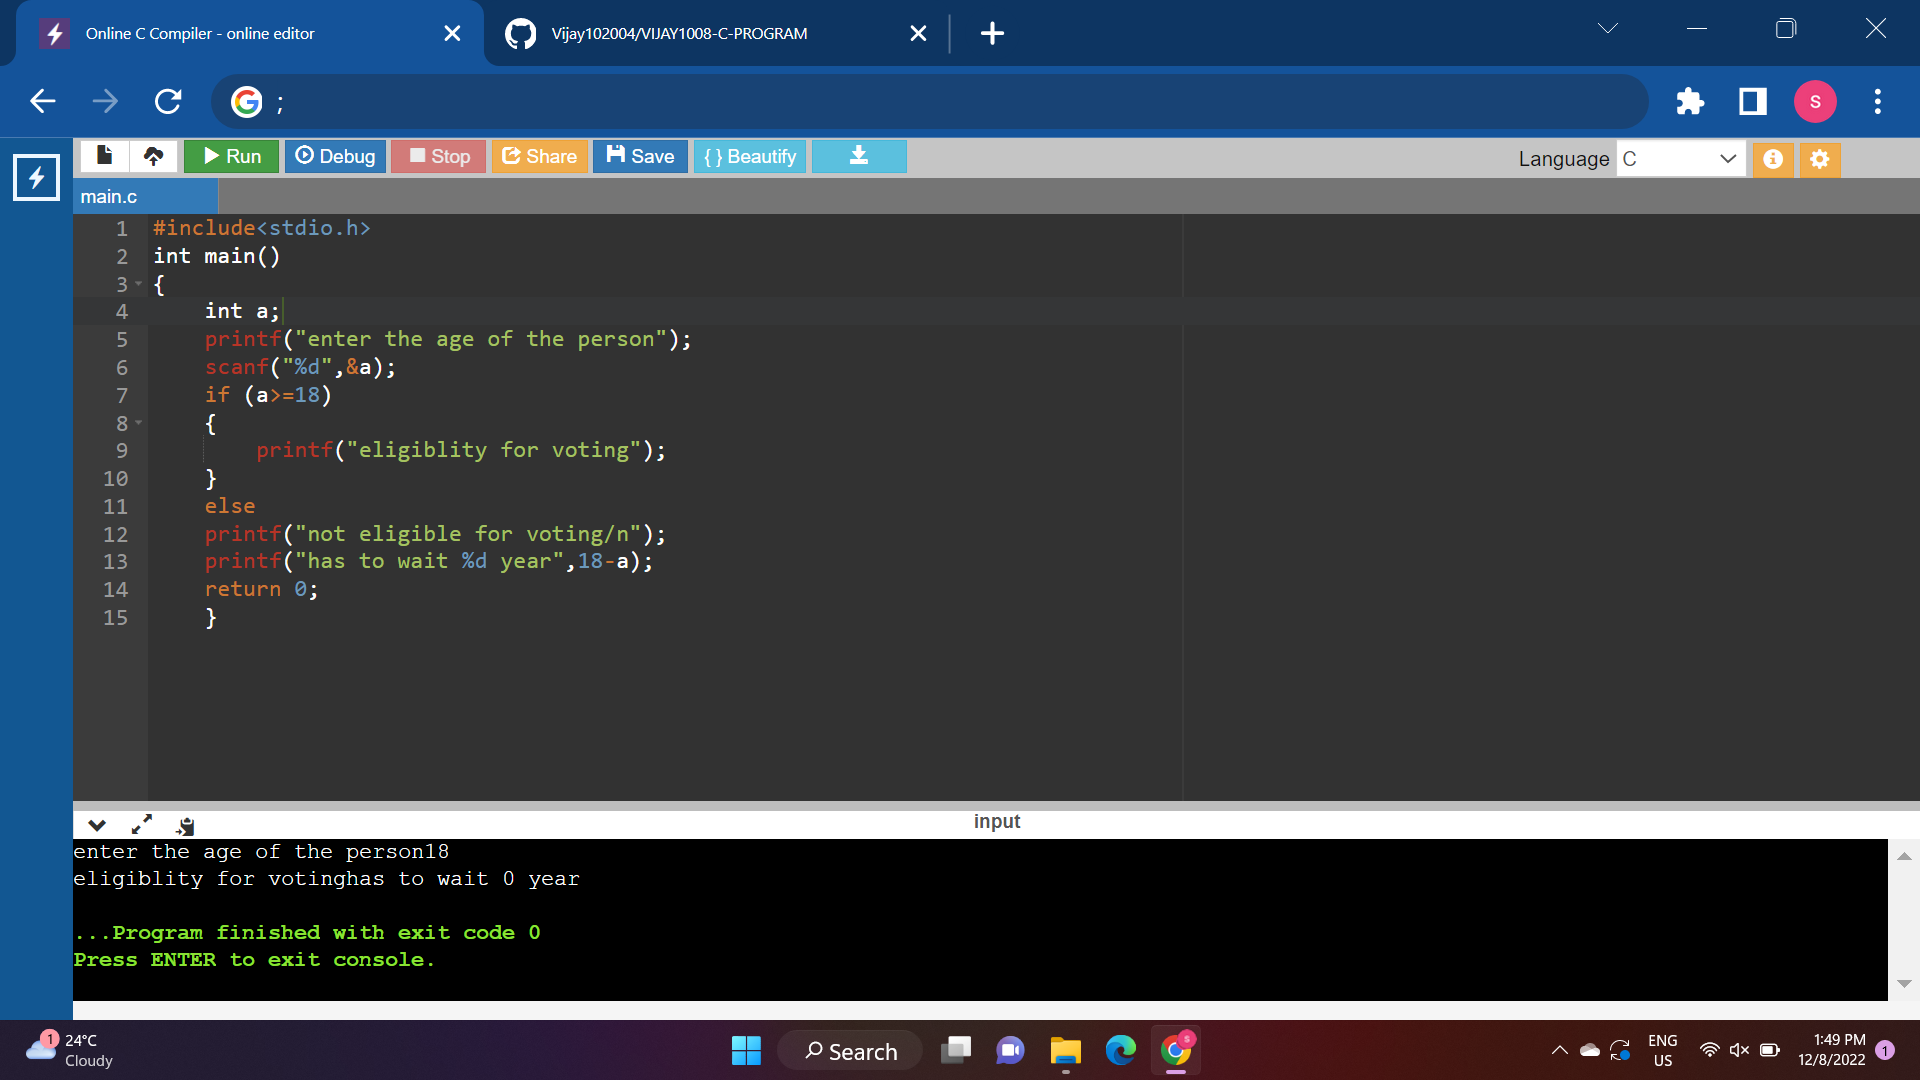 Online C Compiler - online editor
Vijay102004/VIJAY1008-C-PROGRAM
;
S
Run
Debug
Stop
Share
Save
{ } Beautify
Language
C
main.c
1 #include<stdio.h>
2 int main()
3 {
4 int a;
5 printf("enter the age of the person");
6 scanf("%d",&a);
7 if (a>=18)
8 {
9 printf("eligiblity for voting");
10 }
11 else
12 printf("not eligible for voting/n");
13 printf("has to wait %d year",18-a);
14 return 0;
15 }
input
enter the age of the person18
eligiblity for votinghas to wait 0 year
...Program finished with exit code 0
Press ENTER to exit console.
1
24°C
Cloudy
Search
S
ENG
US
1:49 PM
12/8/2022
1